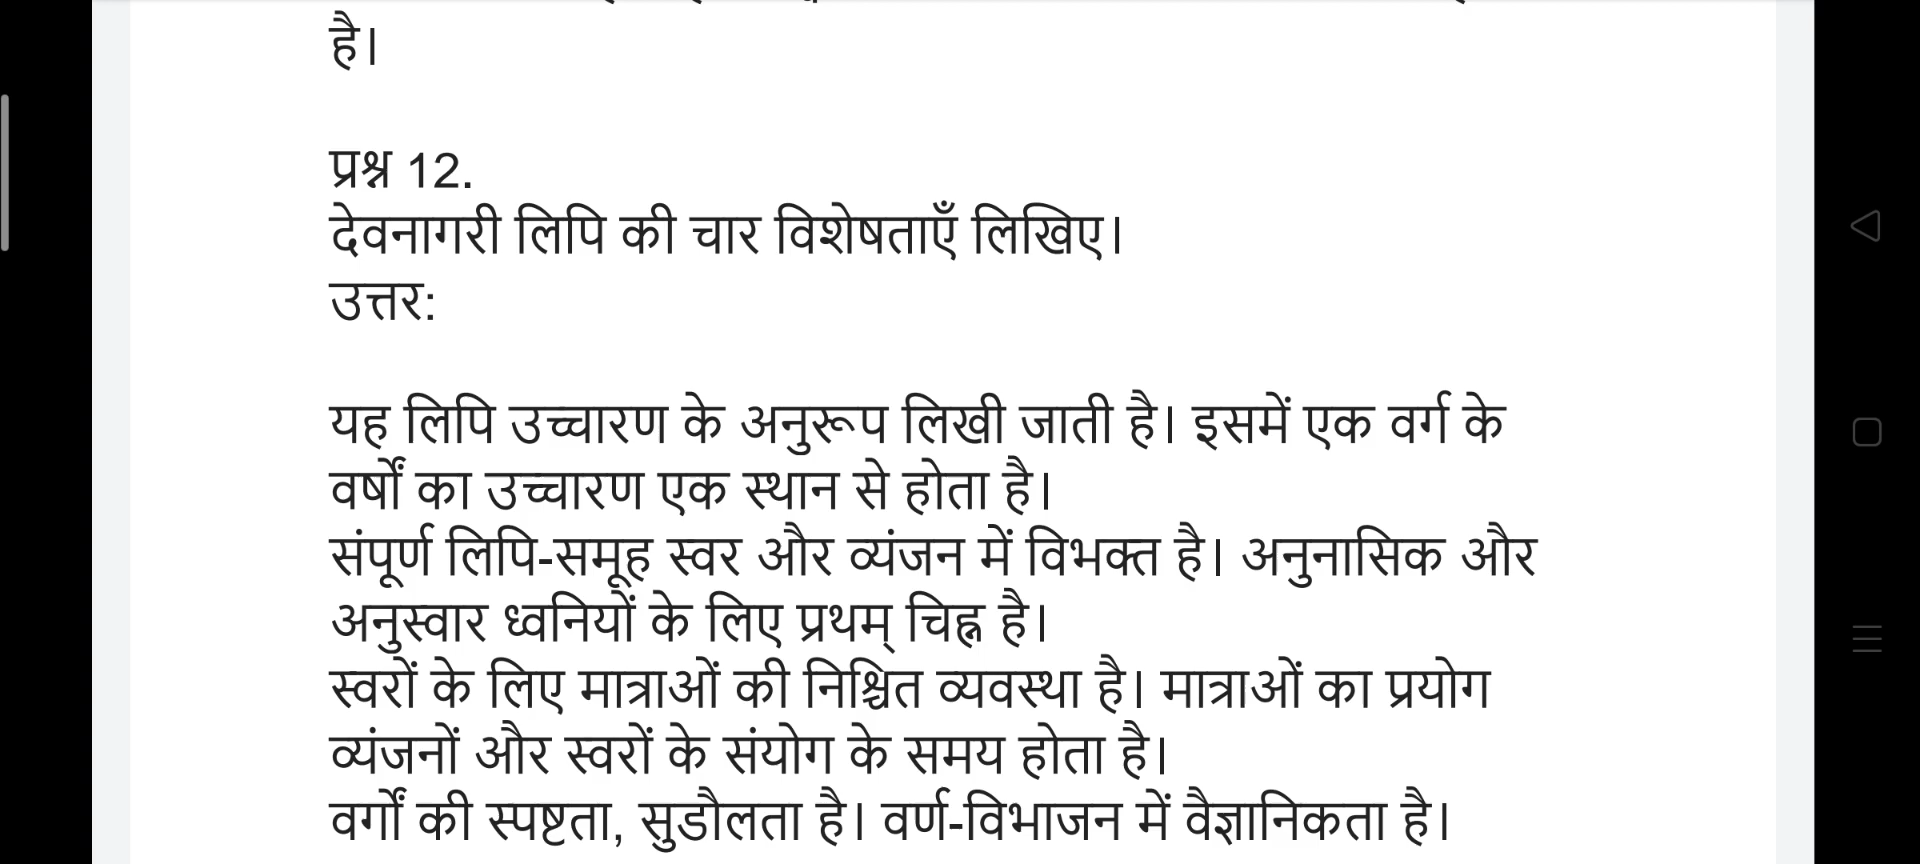 है।
प्रश्न 12.
देवनागरी लिपि की चार विशेषताएँ लिखिए।
उत्तर:
यह लिपि उच्चारण के अनुरूप लिखी जाती है। इसमें एक वर्ग के
वर्षों का उच्चारण एक स्थान से होता है।
संपूर्ण लिपि-समूह स्वर और व्यंजन में विभक्त है। अनुनासिक और
अनुस्वार ध्वनियों के लिए प्रथम् चिह्न है।
स्वरों के लिए मात्राओं की निश्चित व्यवस्था है। मात्राओं का प्रयोग
व्यंजनों और स्वरों के संयोग के समय होता है।
वर्गों की स्पष्टता, सुडौलता है। वर्ण-विभाजन में वैज्ञानिकता है।